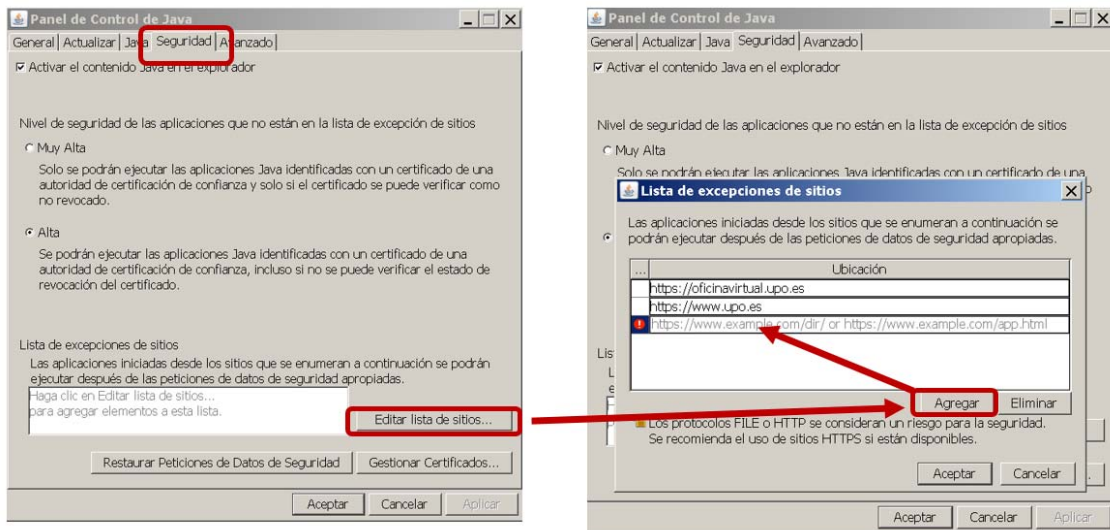 Panel de Control de Java
General Actualizar Java Seguridad Avanzado
Activar el contenido Java en el explorador
Nivel de seguridad de las aplicaciones que no están en la lista de excepción de sitios
Muy Alta
Solo se podrán ejecutar las aplicaciones Java identificadas con un certificado de una
autoridad de certificación de confianza y solo si el certificado se puede verificar como
no revocado.
Alta
Se podrán ejecutar las aplicaciones Java identificadas con un certificado de una
autoridad de certificación de confianza, incluso si no se puede verificar el estado de
revocación del certificado.
Lista de excepciones de sitios
Las aplicaciones iniciadas desde los sitios que se enumeran a continuación se podrán
ejecutar después de las peticiones de datos de seguridad apropiadas.
Haga clic en Editar lista de sitios...
para agregar elementos a esta lista.
Editar lista de sitios...
Restaurar Peticiones de Datos de Seguridad Gestionar Certificados...
Aceptar Cancelar Aplicar
Panel de Control de Java
General Actualizar Java Seguridad Avanzado
Activar el contenido Java en el explorador
Nivel de seguridad de las aplicaciones que no están en la lista de excepción de sitios
Muy Alta
Solo se podrán ejecutar las aplicaciones Java identificadas con un certificado de una
Lista de excepciones de sitios
Las aplicaciones iniciadas desde los sitios que se enumeran a continuación se
podrán ejecutar después de las peticiones de datos de seguridad apropiadas.
... Ubicación
https://oficinavirtual.upo.es
https://www.upo.es
https://www.example.com/dir/ or https://www.example.com/app.html
Agregar Eliminar
Los protocolos FILE o HTTP se consideran un riesgo para la seguridad.
Se recomienda el uso de sitios HTTPS si están disponibles.
Aceptar Cancelar
Aceptar Cancelar Aplicar